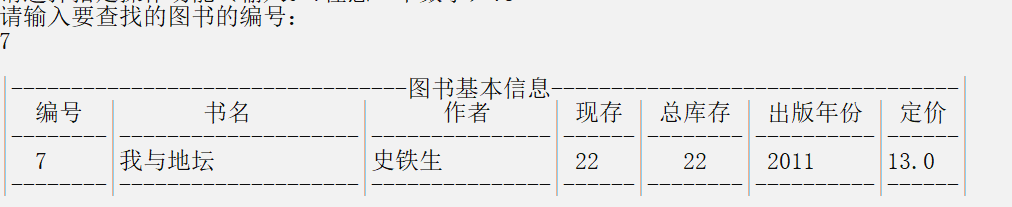 请输入要查找的图书的编号:
7
|---------------------------------图书基本信息----------------------------------|
| 编号 | 书名 | 作者 | 现存 | 总库存 | 出版年份 | 定价 |
|--------|--------------------|---------------|------|--------|----------|------|
| 7 | 我与地坛 | 史铁生 | 22 | 22 | 2011 | 13.0 |
|--------|--------------------|---------------|------|--------|----------|------|